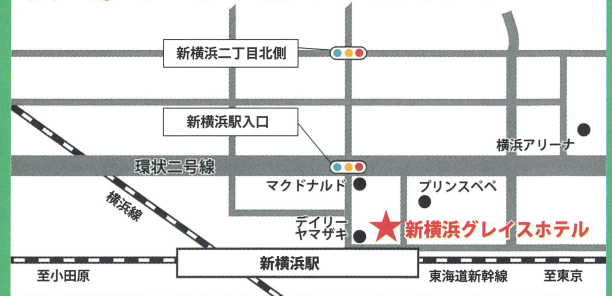 新横浜二丁目北側
新横浜駅入口
横浜アリーナ
環状二号線
マクドナルド
プリンスペペ
横浜線
デイリー
ヤマザキ
新横浜グレイスホテル
新横浜駅
至小田原
東海道新幹線
至東京